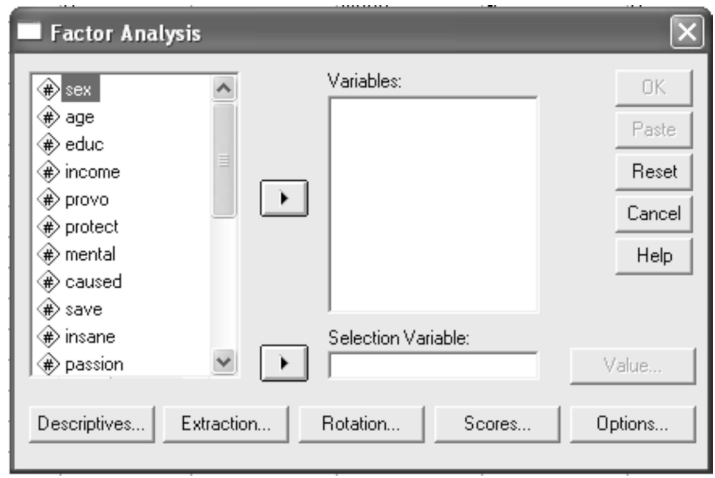 Factor Analysis
sex
age
educ
income
provo
protect
mental
caused
save
insane
passion
Variables:
Selection Variable:
OK
Paste
Reset
Cancel
Help
Value...
Descriptives...
Extraction...
Rotation...
Scores...
Options...